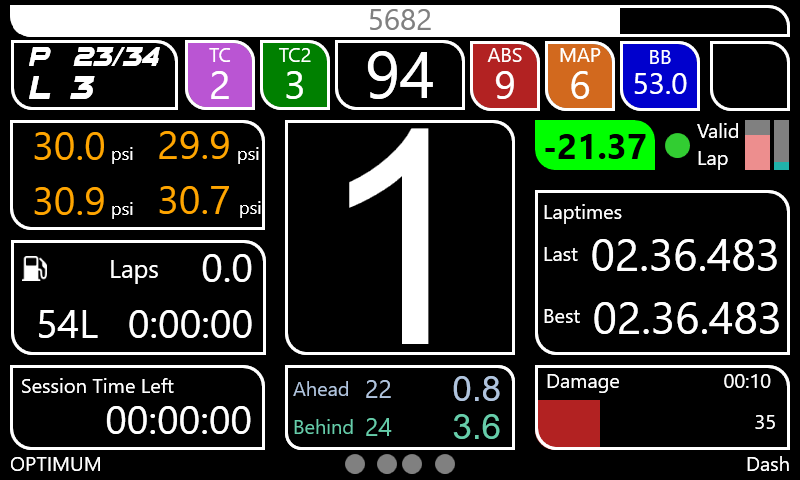 5682
P 23/34
L 3
TC
2
TC2
3
94
ABS
9
MAP
6
BB
53.0
30.0 psi 29.9 psi
30.9 psi 30.7 psi
1
-21.37
Valid
Lap
Laps 0.0
54L 0:00:00
Laptimes
Last 02.36.483
Best 02.36.483
Session Time Left
00:00:00
Ahead 22 0.8
Behind 24 3.6
Damage 00:10
35
OPTIMUM
Dash